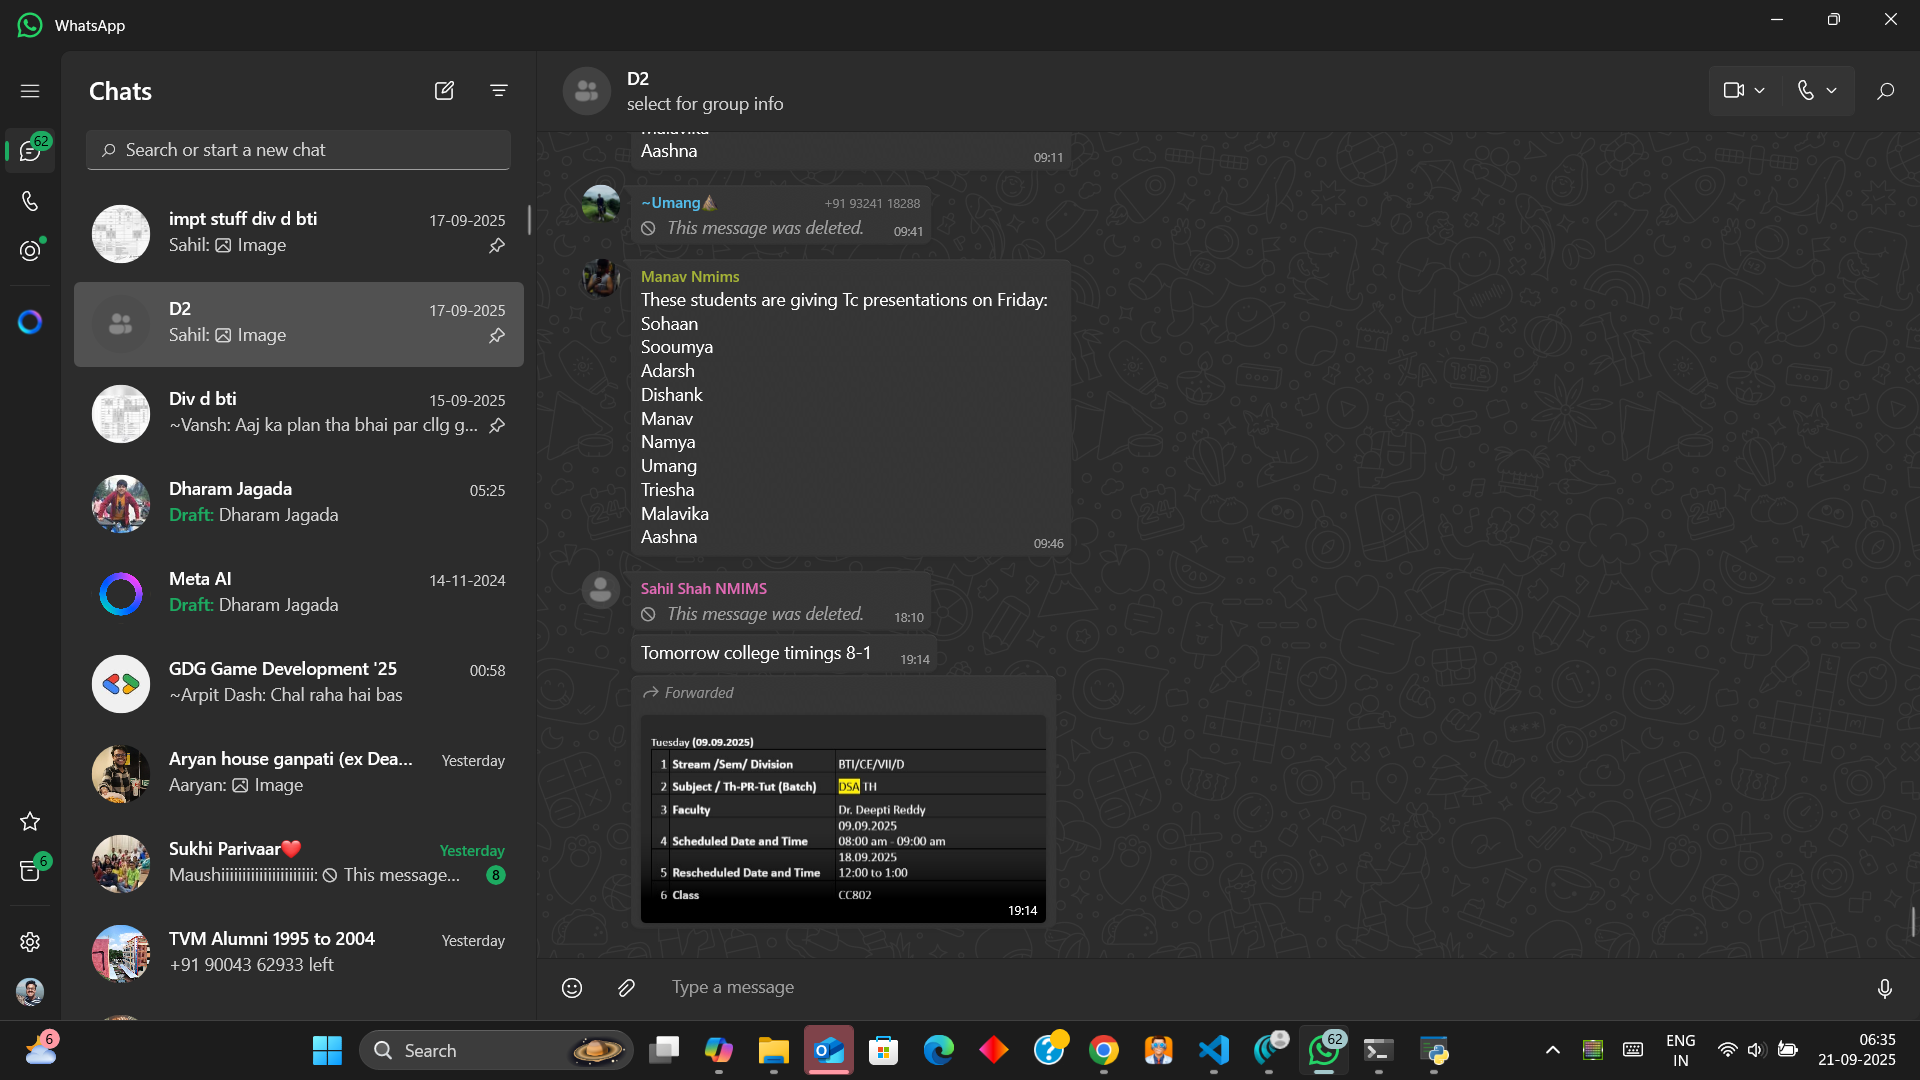 WhatsApp
Chats
62
Search or start a new chat
impt stuff div d bti
17-09-2025
Sahil: Image
D2
17-09-2025
Sahil: Image
Div d bti
15-09-2025
~Vansh: Aaj ka plan tha bhai par cllg g...
Dharam Jagada
05:25
Draft: Dharam Jagada
Meta AI
14-11-2024
Draft: Dharam Jagada
GDG Game Development '25
00:58
~Arpit Dash: Chal raha hai bas
Aryan house ganpati (ex Dea...
Yesterday
Aaryan: Image
Sukhi Parivaar❤️
Yesterday
Maushiiiiiiiiiiiiiiiiiiiiiii: This message...
8
6
TVM Alumni 1995 to 2004
Yesterday
+91 90043 62933 left
D2
select for group info
Malavika
Aashna
09:11
~Umang
+91 93241 18288
This message was deleted.
09:41
Manav Nmims
These students are giving Tc presentations on Friday:
Sohaan
Sooumya
Adarsh
Dishank
Manav
Namya
Umang
Triesha
Malavika
Aashna
09:46
Sahil Shah NMIMS
This message was deleted.
18:10
Tomorrow college timings 8-1
19:14
Forwarded
Tuesday (09.09.2025)
1 Stream /Sem/ Division BTI/CE/VII/D
2 Subject / Th-PR-Tut (Batch) DSA TH
3 Faculty Dr. Deepti Reddy
09.09.2025
4 Scheduled Date and Time 08:00 am - 09:00 am
18.09.2025
5 Rescheduled Date and Time 12:00 to 1:00
6 Class CC802
19:14
Type a message
6
Search
62
ENG
IN
06:35
21-09-2025